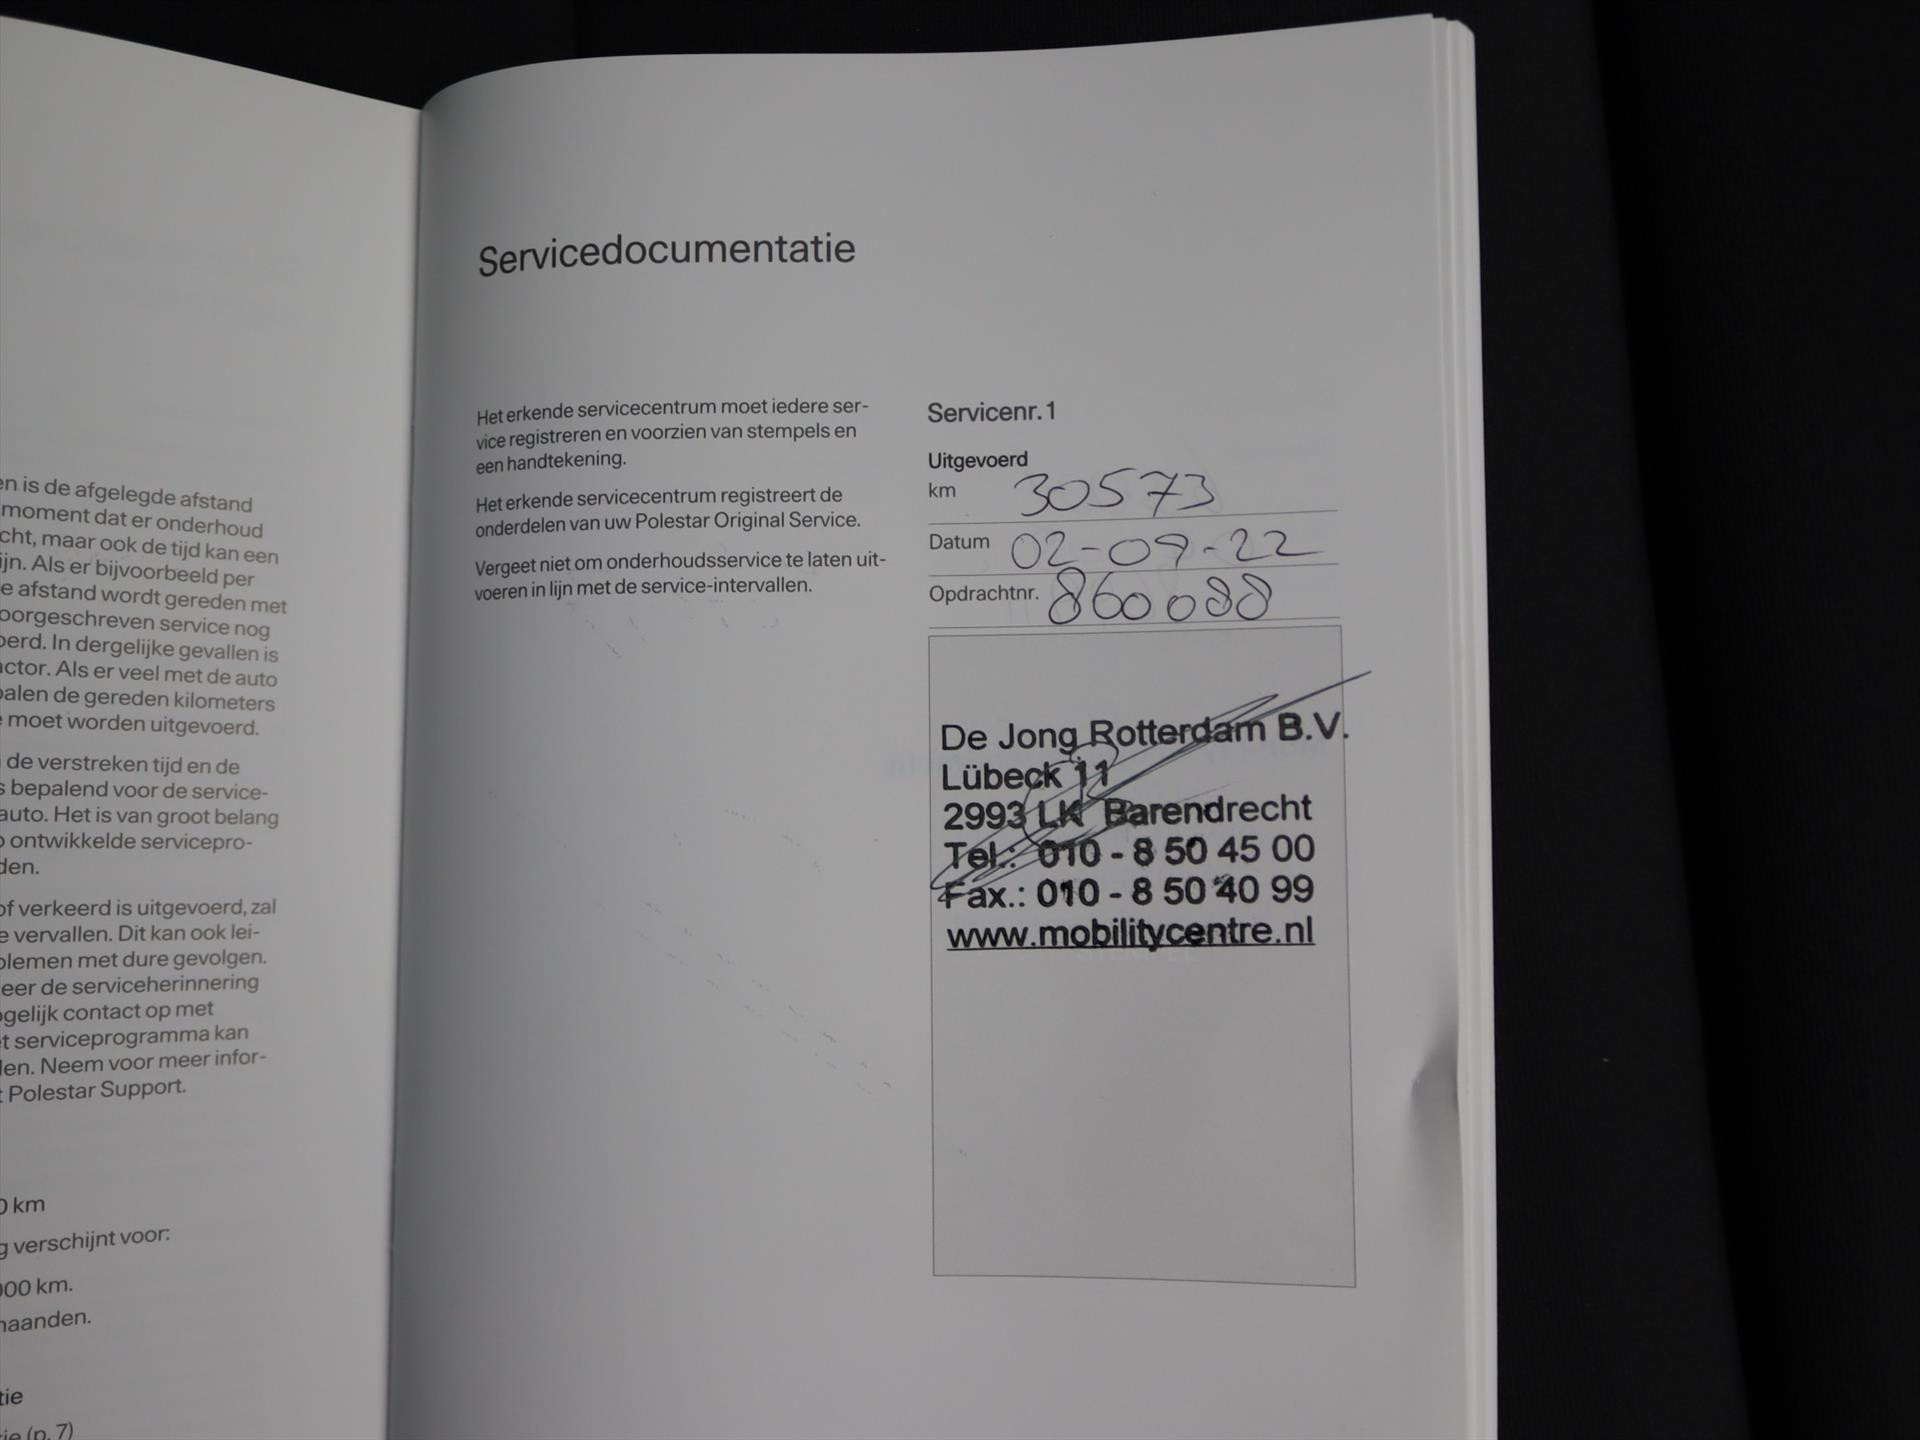 en is de afgelegde afstand
moment dat er onderhoud
cht, maar ook de tijd kan een
ijn. Als er bijvoorbeeld per
e afstand wordt gereden met
oorgeschreven service nog
oerd. In dergelijke gevallen is
actor. Als er veel met de auto
palen de gereden kilometers
e moet worden uitgevoerd.
de verstreken tijd en de
s bepalend voor de service-
auto. Het is van groot belang
o ontwikkelde servicepro-
den.
of verkeerd is uitgevoerd, zal
e vervallen. Dit kan ook lei-
blemen met dure gevolgen.
eer de serviceherinnering
ogelijk contact op met
et serviceprogramma kan
len. Neem voor meer infor-
t Polestar Support.
0 km
g verschijnt voor:
000 km.
naanden.
tie
tie (p. 7)
Servicedocumentatie
Het erkende servicecentrum moet iedere ser-
vice registreren en voorzien van stempels en
een handtekening.
Het erkende servicecentrum registreert de
onderdelen van uw Polestar Original Service.
Vergeet niet om onderhoudsservice te laten uit-
voeren in lijn met de service-intervallen.
Servicenr. 1
Uitgevoerd
km 30573
Datum 02-09-22
Opdrachtnr. 860088
De Jong Rotterdam B.V.
Lübeck 11
2993 LK Barendrecht
Tel.: 010 - 8 50 45 00
Fax.: 010 - 8 50 40 99
www.mobilitycentre.nl